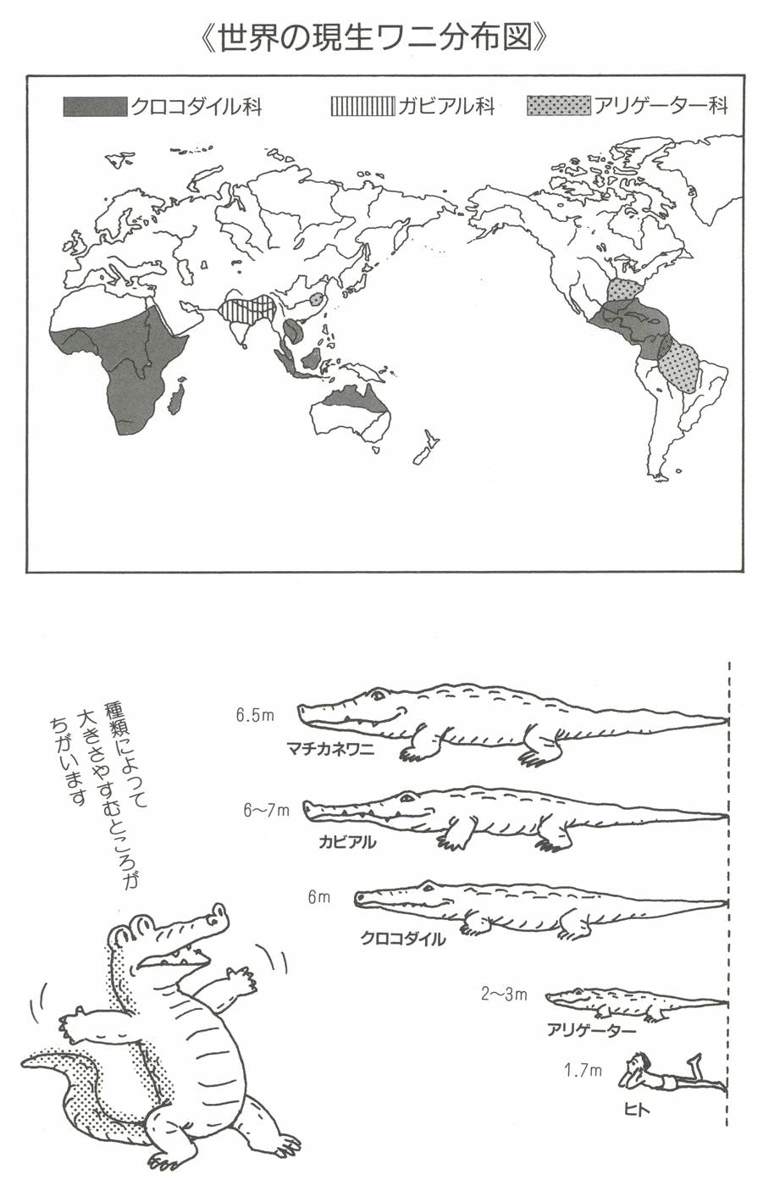 《世界の現生ワニ分布図》
クロコダイル科 ガビアル科 アリゲーター科
種類によって
大きさやすむところが
ちがいます
6.5m
マチカネワニ
6〜7m
カビアル
6m
クロコダイル
2〜3m
アリゲーター
1.7m
ヒト